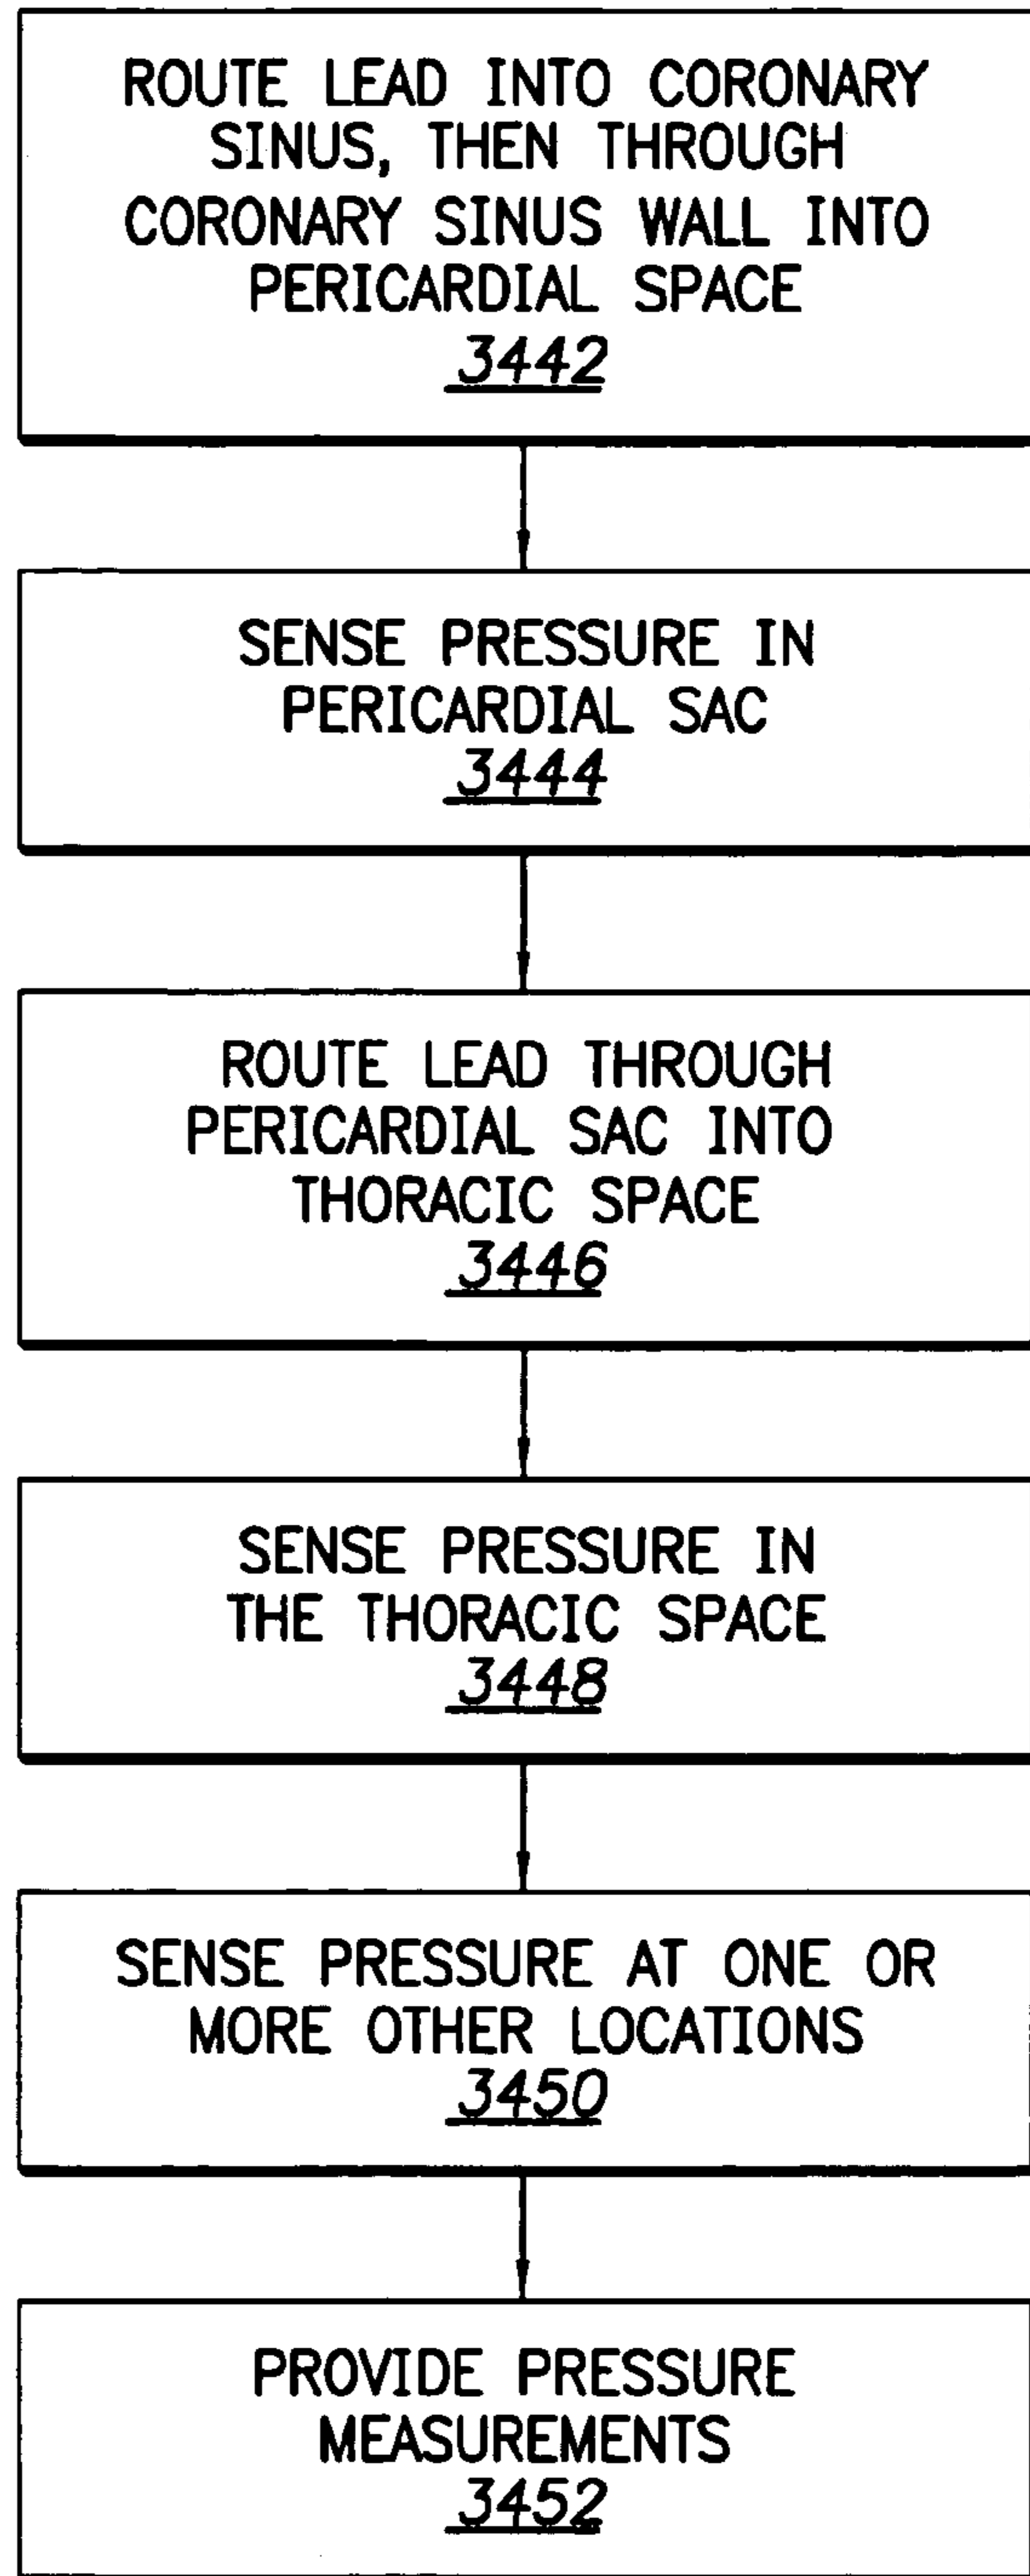 ROUTE LEAD INTO CORONARY
SINUS, THEN THROUGH
CORONARY SINUS WALL INTO
PERICARDIAL SPACE
3442
SENSE PRESSURE IN
PERICARDIAL SAC
3444
ROUTE LEAD THROUGH
PERICARDIAL SAC INTO
THORACIC SPACE
3446
SENSE PRESSURE IN
THE THORACIC SPACE
3448
SENSE PRESSURE AT ONE OR
MORE OTHER LOCATIONS
3450
PROVIDE PRESSURE
MEASUREMENTS
3452